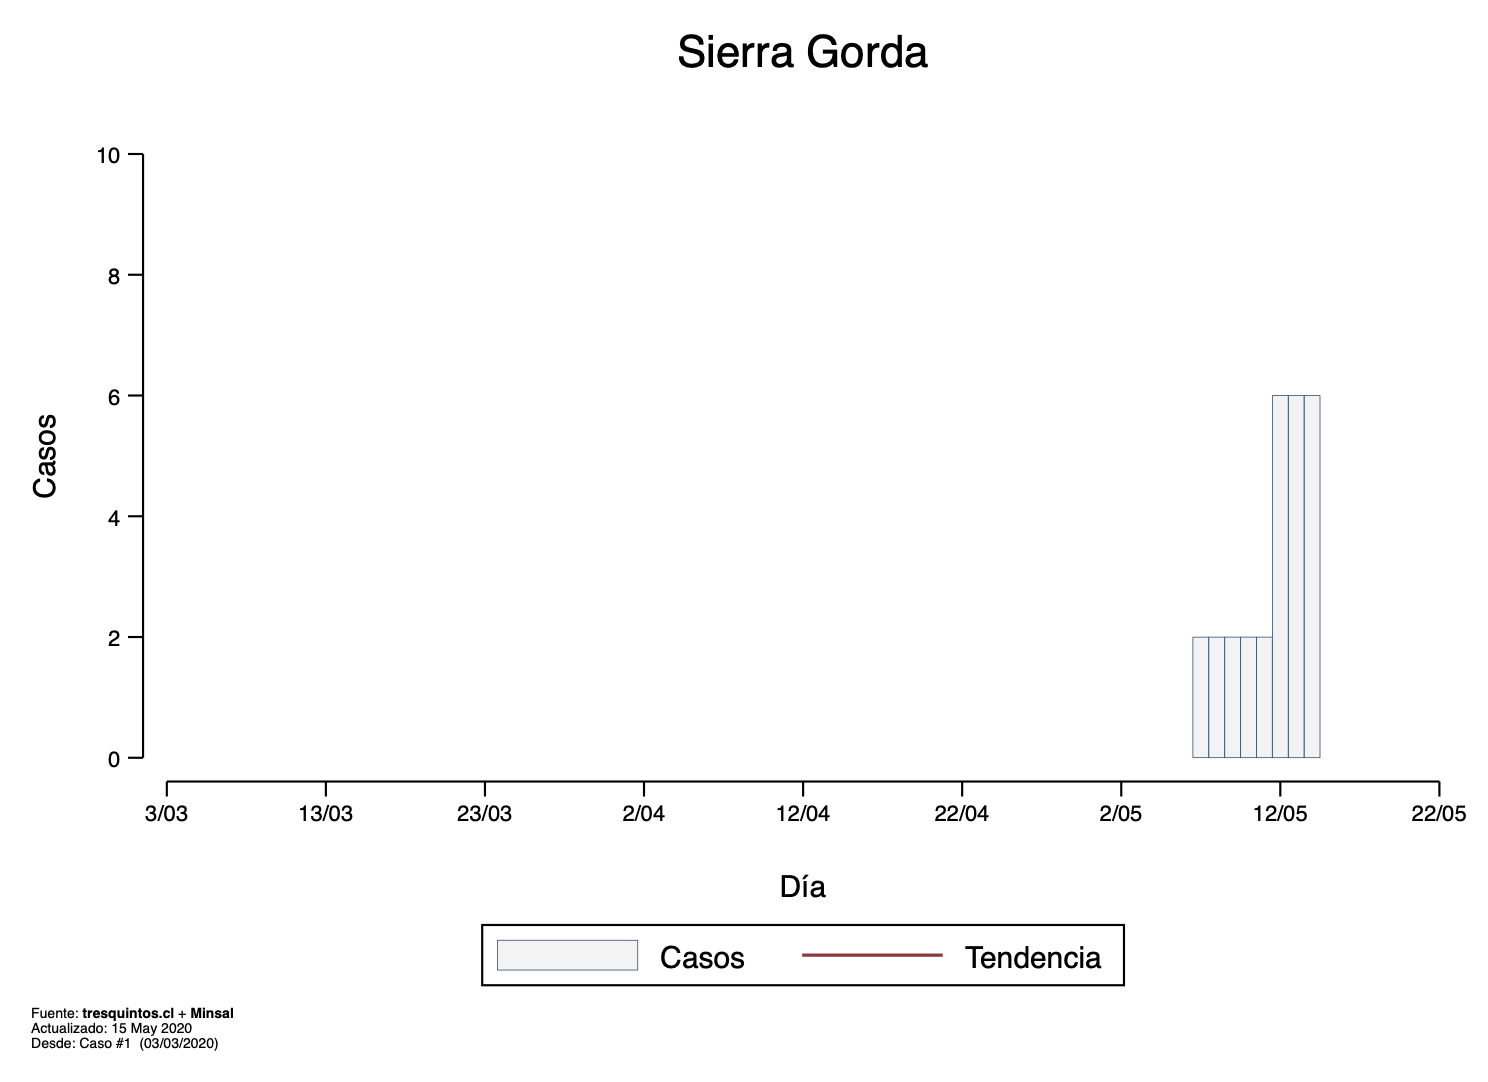 Sierra Gorda
10
8
6
4
2
0
Casos
3/03 13/03 23/03 2/04 12/04 22/04 2/05 12/05 22/05
Día
Casos Tendencia
Fuente: tresquintos.cl + Minsal
Actualizado: 15 May 2020
Desde: Caso #1 (03/03/2020)